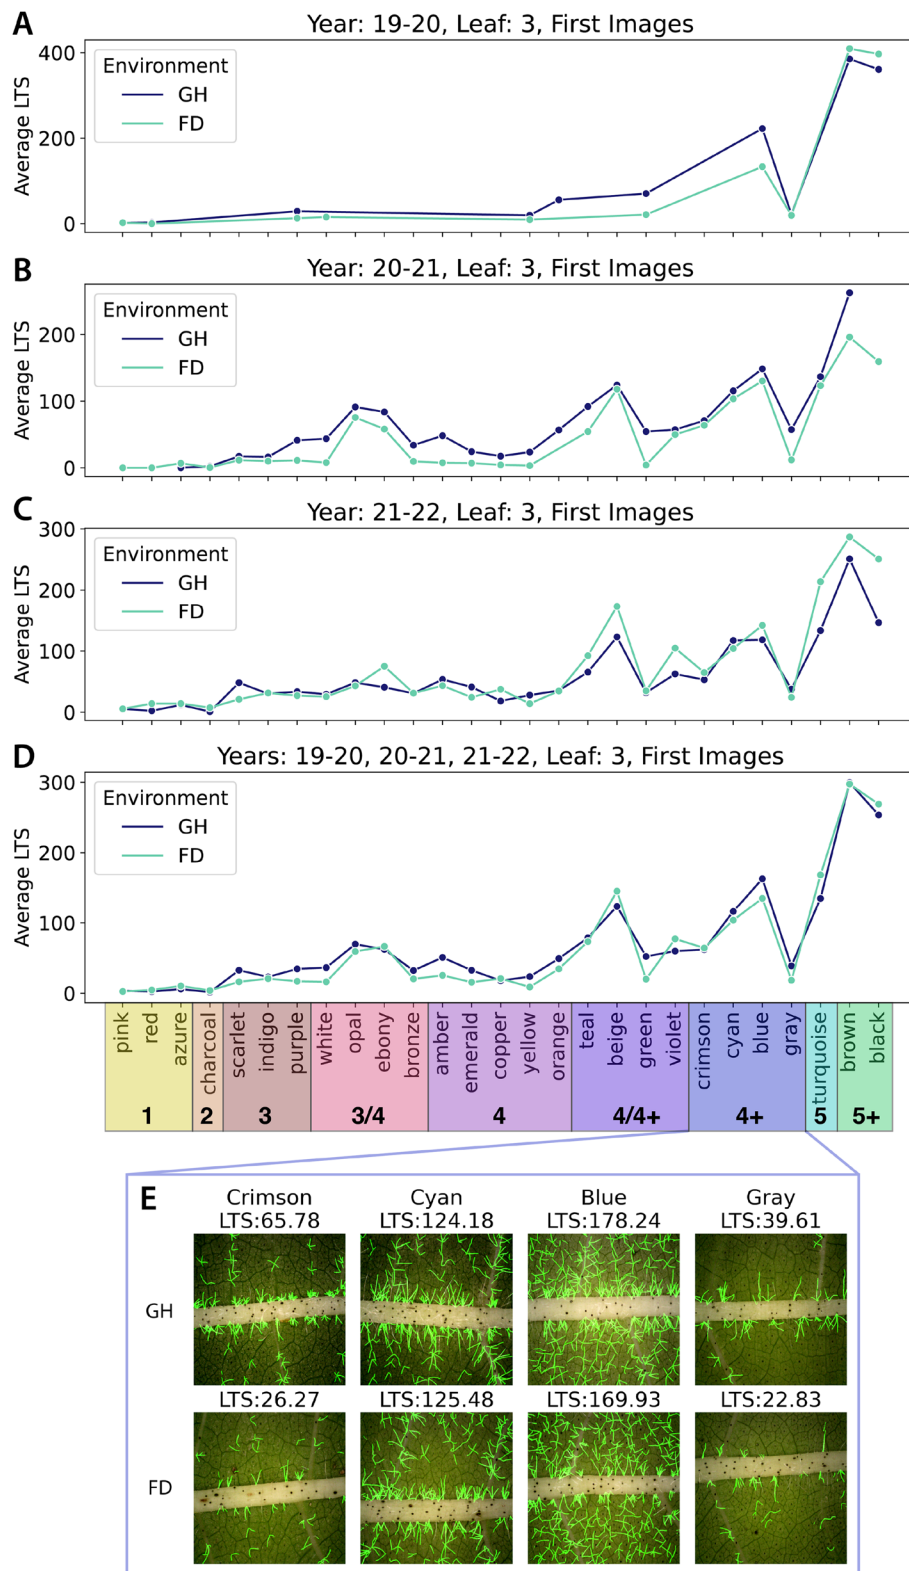 A
Year: 19-20, Leaf: 3, First Images
Average LTS
400
200
0
Environment
GH
FD
B
Year: 20-21, Leaf: 3, First Images
Average LTS
200
100
0
Environment
GH
FD
C
Year: 21-22, Leaf: 3, First Images
Average LTS
300
200
100
0
Environment
GH
FD
D
Years: 19-20, 20-21, 21-22, Leaf: 3, First Images
Average LTS
300
200
100
0
Environment
GH
FD
pink
red
azure
charcoal
scarlet
indigo
purple
white
opal
ebony
bronze
amber
emerald
copper
yellow
orange
teal
beige
green
violet
crimson
cyan
blue
gray
turquoise
brown
black
1 2 3 3/4 4 4/4+ 4+ 5 5+
E
Crimson Cyan Blue Gray
LTS:65.78 LTS:124.18 LTS:178.24 LTS:39.61
GH
LTS:26.27 LTS:125.48 LTS:169.93 LTS:22.83
FD